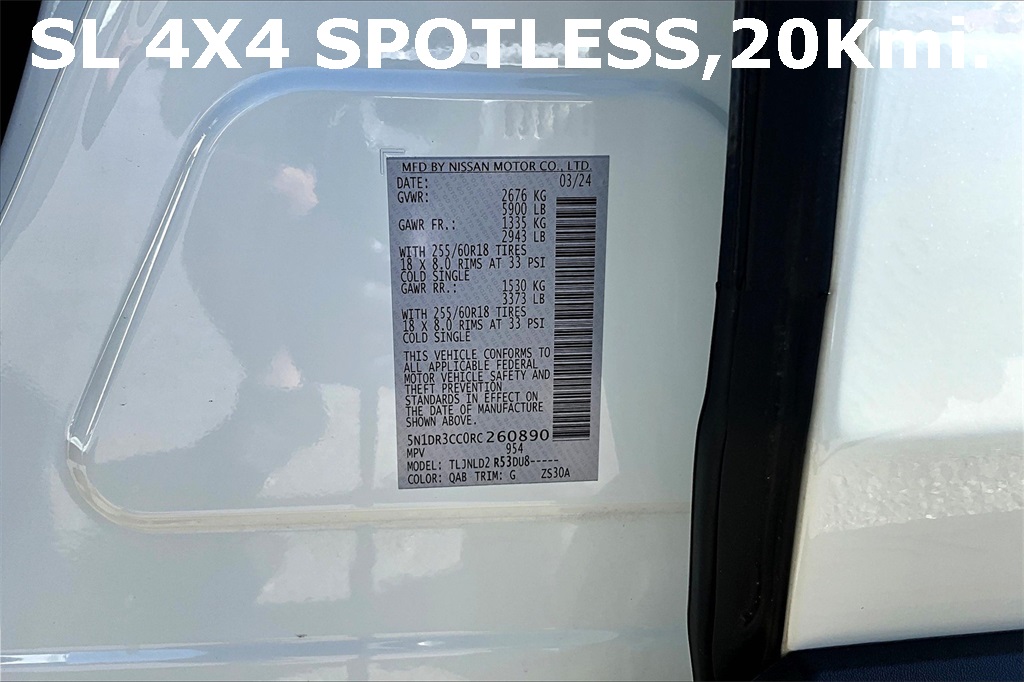 SL 4X4 SPOTLESS,20Kmi.
MFD BY NISSAN MOTOR CO., LTD.
DATE: 03/24
GVWR: 2676 KG
5900 LB
GAWR FR.: 1335 KG
2943 LB
WITH 255/60R18 TIRES
18 X 8.0 RIMS AT 33 PSI
COLD SINGLE
GAWR RR.: 1530 KG
3373 LB
WITH 255/60R18 TIRES
18 X 8.0 RIMS AT 33 PSI
COLD SINGLE
THIS VEHICLE CONFORMS TO
ALL APPLICABLE FEDERAL
MOTOR VEHICLE SAFETY AND
THEFT PREVENTION
STANDARDS IN EFFECT ON
THE DATE OF MANUFACTURE
SHOWN ABOVE.
5N1DR3CC0RC260890
MPV 954
MODEL: TLJNLD2 R53DU8-----
COLOR: QAB TRIM: G ZS30A